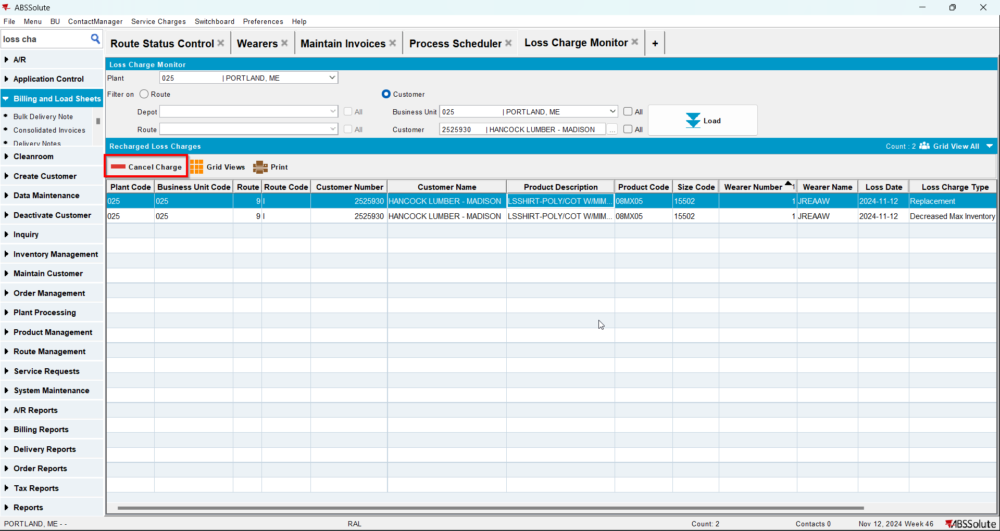 ABSSolute
File Menu BU ContactManager Service Charges Switchboard Preferences Help
loss cha
Route Status Control Wearers Maintain Invoices Process Scheduler Loss Charge Monitor +
A/R
Application Control
Billing and Load Sheets
Bulk Delivery Note
Consolidated Invoices
Delivery Notes
Cleanroom
Create Customer
Data Maintenance
Deactivate Customer
Inquiry
Inventory Management
Maintain Customer
Order Management
Plant Processing
Product Management
Route Management
Service Requests
System Maintenance
A/R Reports
Billing Reports
Delivery Reports
Order Reports
Tax Reports
Reports
Loss Charge Monitor
Plant 025 | PORTLAND, ME
Filter on Route Customer
Depot All Business Unit 025 | PORTLAND, ME All
Route All Customer 2525930 | HANCOCK LUMBER - MADISON ... All
Load
Recharged Loss Charges Count : 2 Grid View All
Cancel Charge Grid Views Print
Plant Code Business Unit Code Route Route Code Customer Number Customer Name Product Description Product Code Size Code Wearer Number 1 Wearer Name Loss Date Loss Charge Type
025 025 9 I 2525930 HANCOCK LUMBER - MADISON LSSHIRT-POLY/COT W/MIM... 08MX05 15502 1 JREAAW 2024-11-12 Replacement
025 025 9 I 2525930 HANCOCK LUMBER - MADISON LSSHIRT-POLY/COT W/MIM... 08MX05 15502 1 JREAAW 2024-11-12 Decreased Max Inventory
PORTLAND, ME - - RAL Count: 2 Contacts 0 Nov 12, 2024 Week 46 ABSSolute